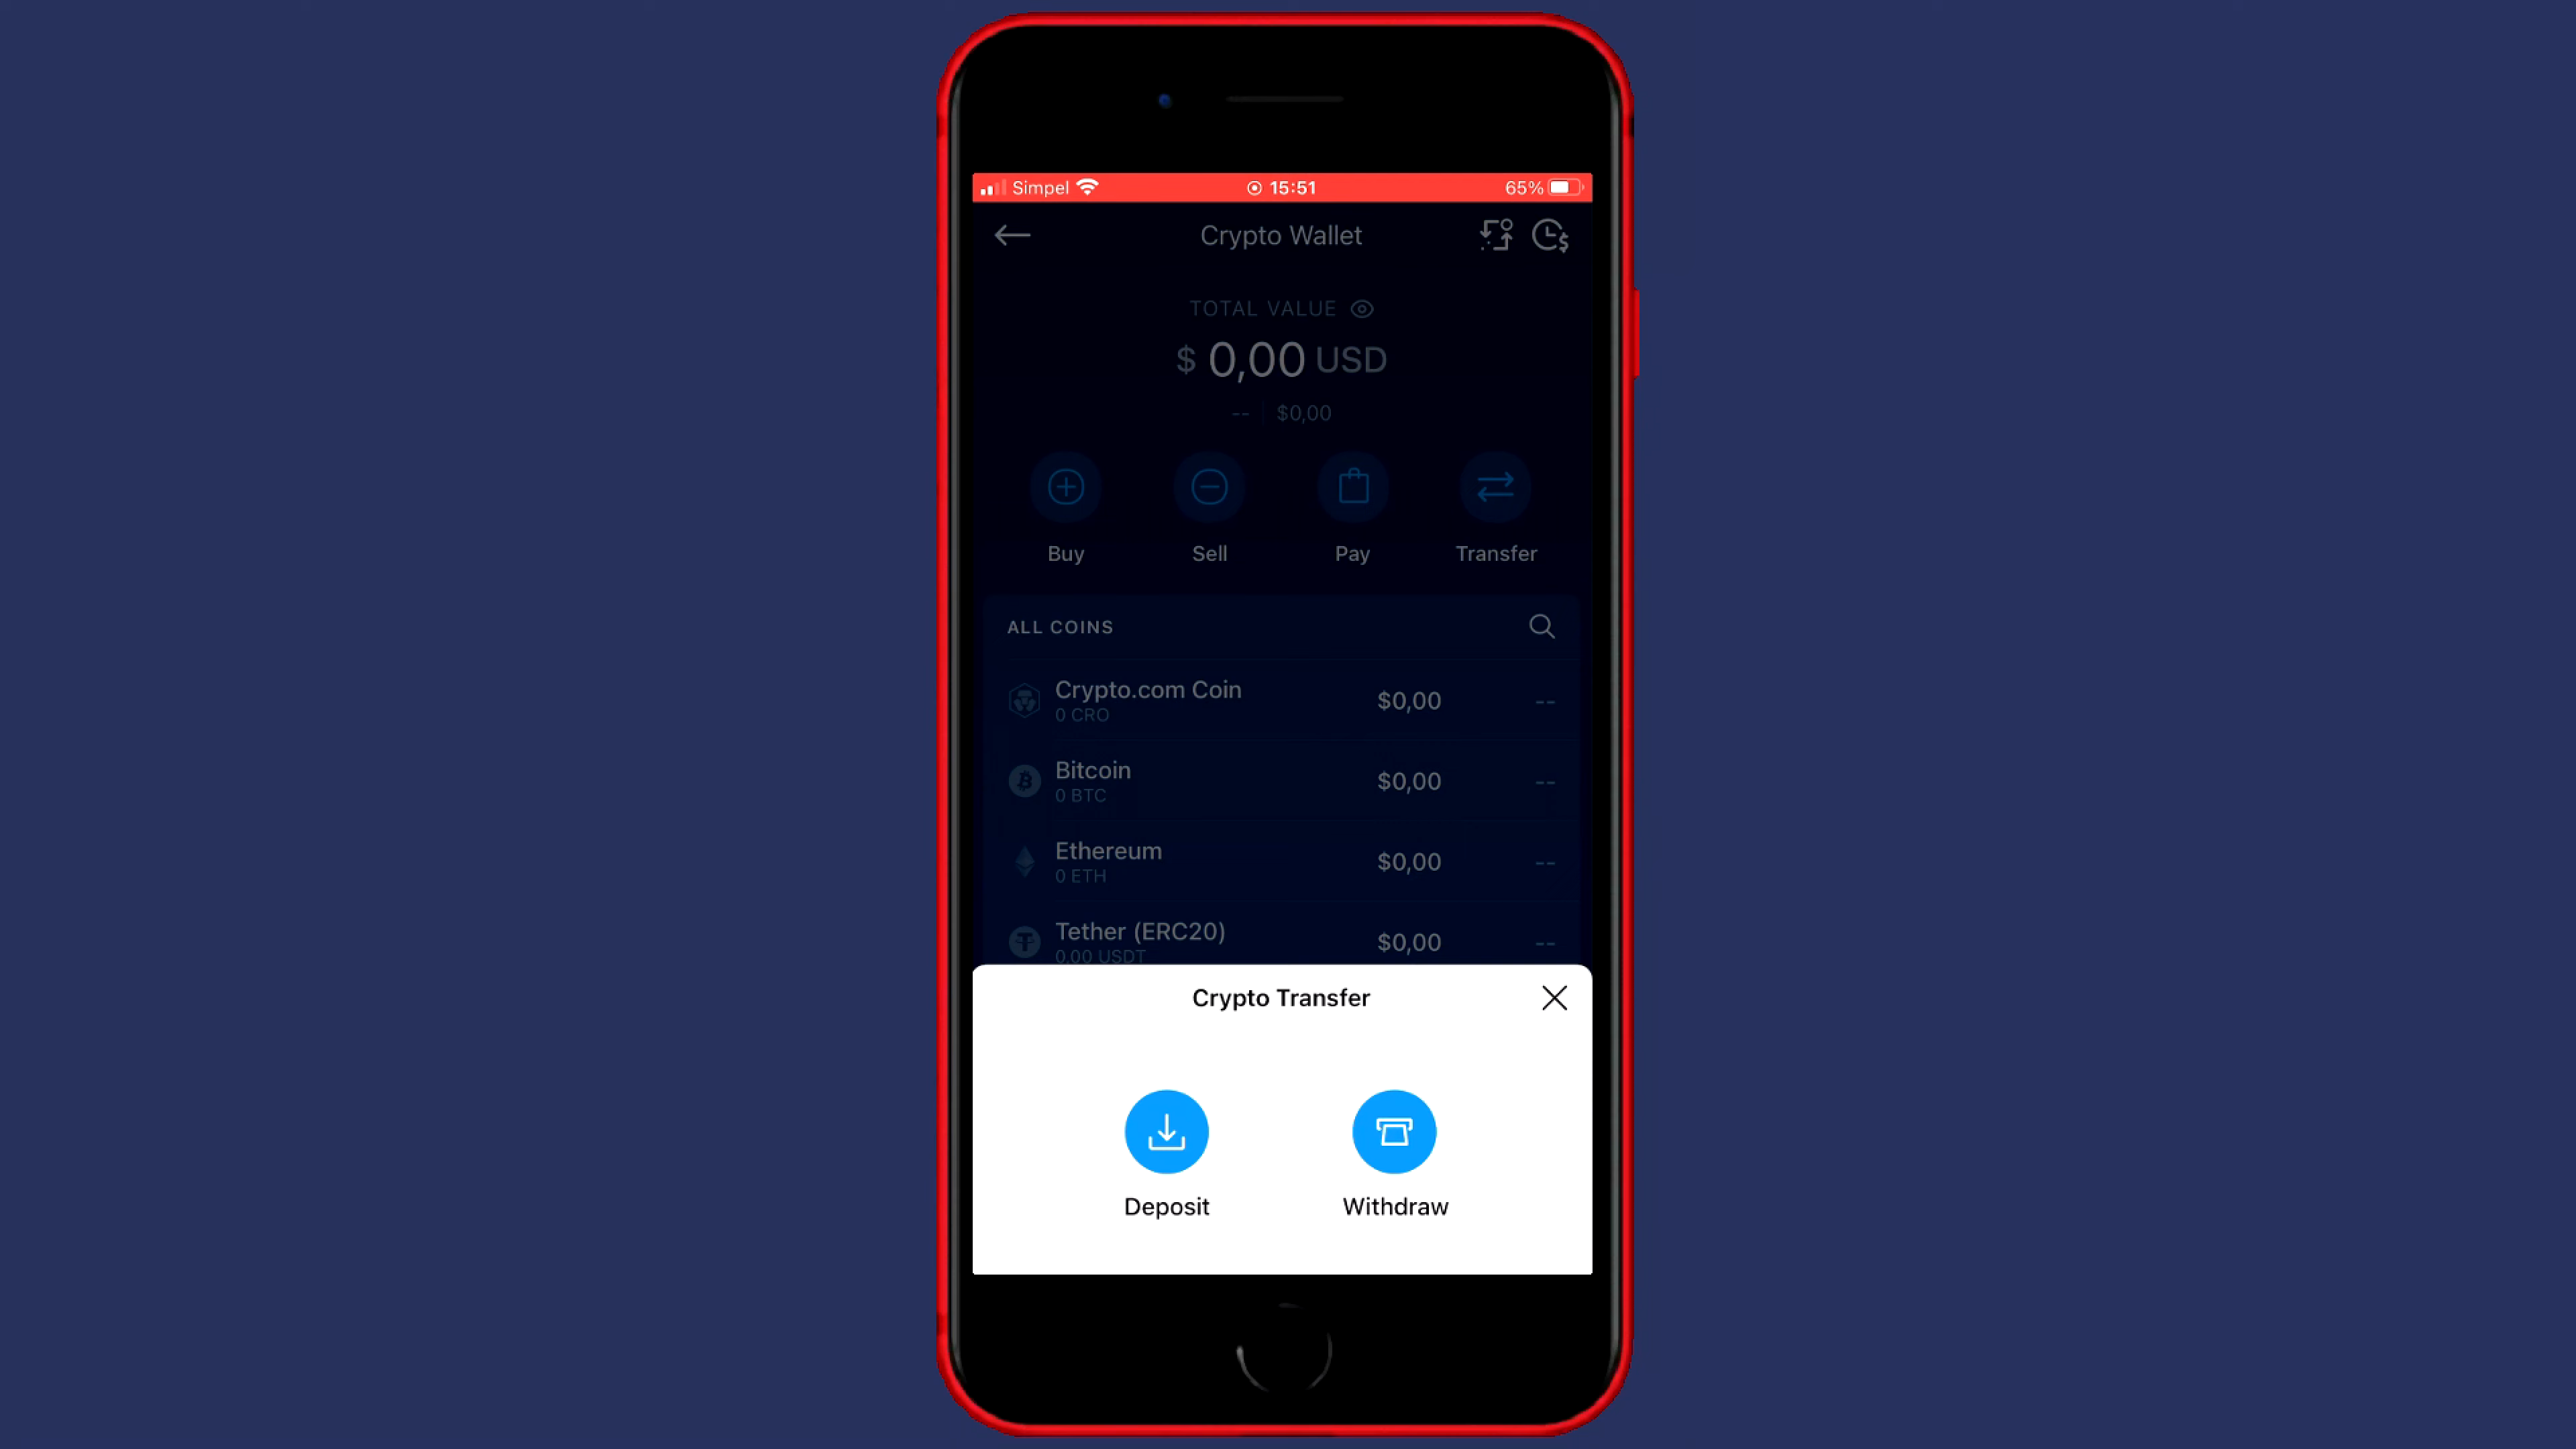 Simpel 15:51 65%
Crypto Wallet
TOTAL VALUE
$ 0,00 USD
-- $0,00
Buy Sell Pay Transfer
ALL COINS
Crypto.com Coin $0,00 --
0 CRO
Bitcoin $0,00 --
0 BTC
Ethereum $0,00 --
0 ETH
Tether (ERC20) $0,00 --
0.00 USDT
Crypto Transfer
Deposit Withdraw